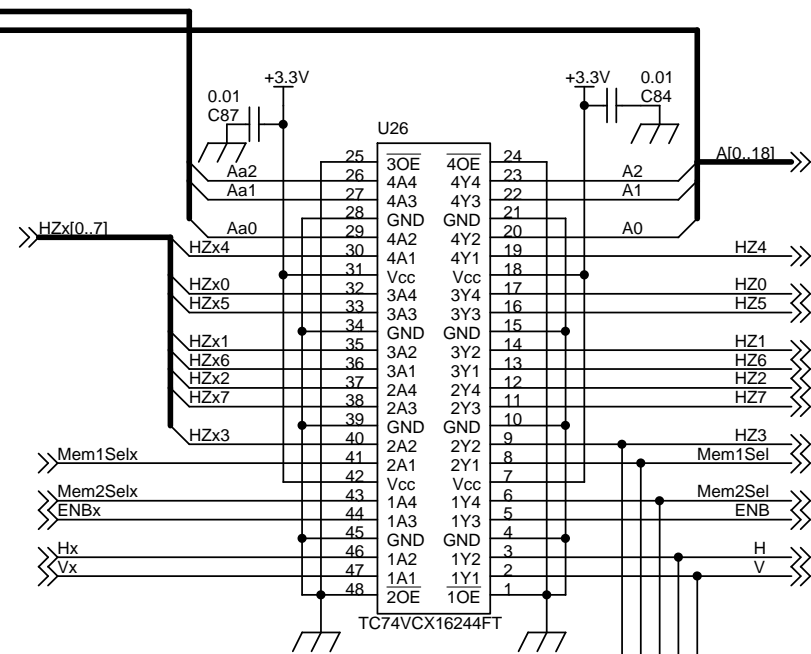 +3.3V +3.3V
0.01 0.01
C87 C84
U26
25 3OE 4OE 24 A[0..18]
Aa2 26 4A4 4Y4 23 A2
Aa1 27 4A3 4Y3 22 A1
28 GND GND 21
HZx[0..7] Aa0 29 4A2 4Y2 20 A0
HZx4 30 4A1 4Y1 19 HZ4
31 Vcc Vcc 18
HZx0 32 3A4 3Y4 17 HZ0
HZx5 33 3A3 3Y3 16 HZ5
34 GND GND 15
HZx1 35 3A2 3Y2 14 HZ1
HZx6 36 3A1 3Y1 13 HZ6
HZx2 37 2A4 2Y4 12 HZ2
HZx7 38 2A3 2Y3 11 HZ7
39 GND GND 10
HZx3 40 2A2 2Y2 9 HZ3
Mem1Selx 41 2A1 2Y1 8 Mem1Sel
42 Vcc Vcc 7
Mem2Selx 43 1A4 1Y4 6 Mem2Sel
ENBx 44 1A3 1Y3 5 ENB
45 GND GND 4
Hx 46 1A2 1Y2 3 H
Vx 47 1A1 1Y1 2 V
48 2OE 1OE 1
TC74VCX16244FT